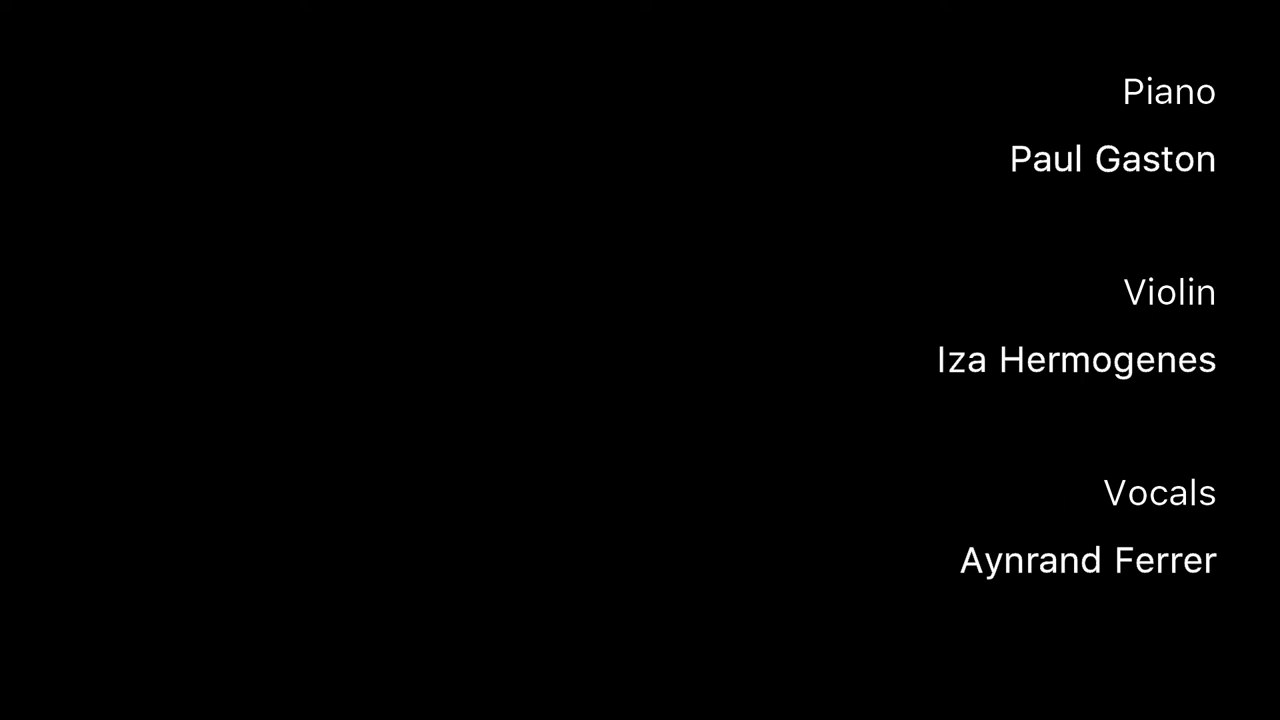 Piano
Paul Gaston
Violin
Iza Hermogenes
Vocals
Aynrand Ferrer